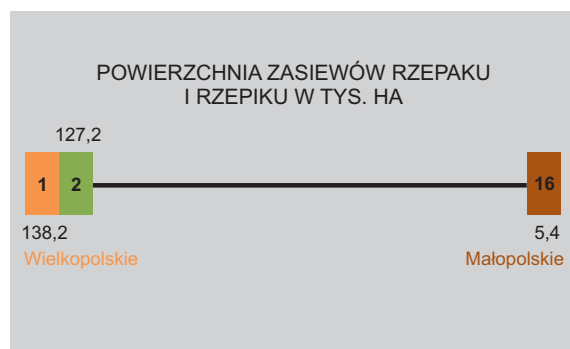 POWIERZCHNIA ZASIEWÓW RZEPAKU
I RZEPIKU W TYS. HA
127,2
1 2 16
138,2 5,4
Wielkopolskie Małopolskie